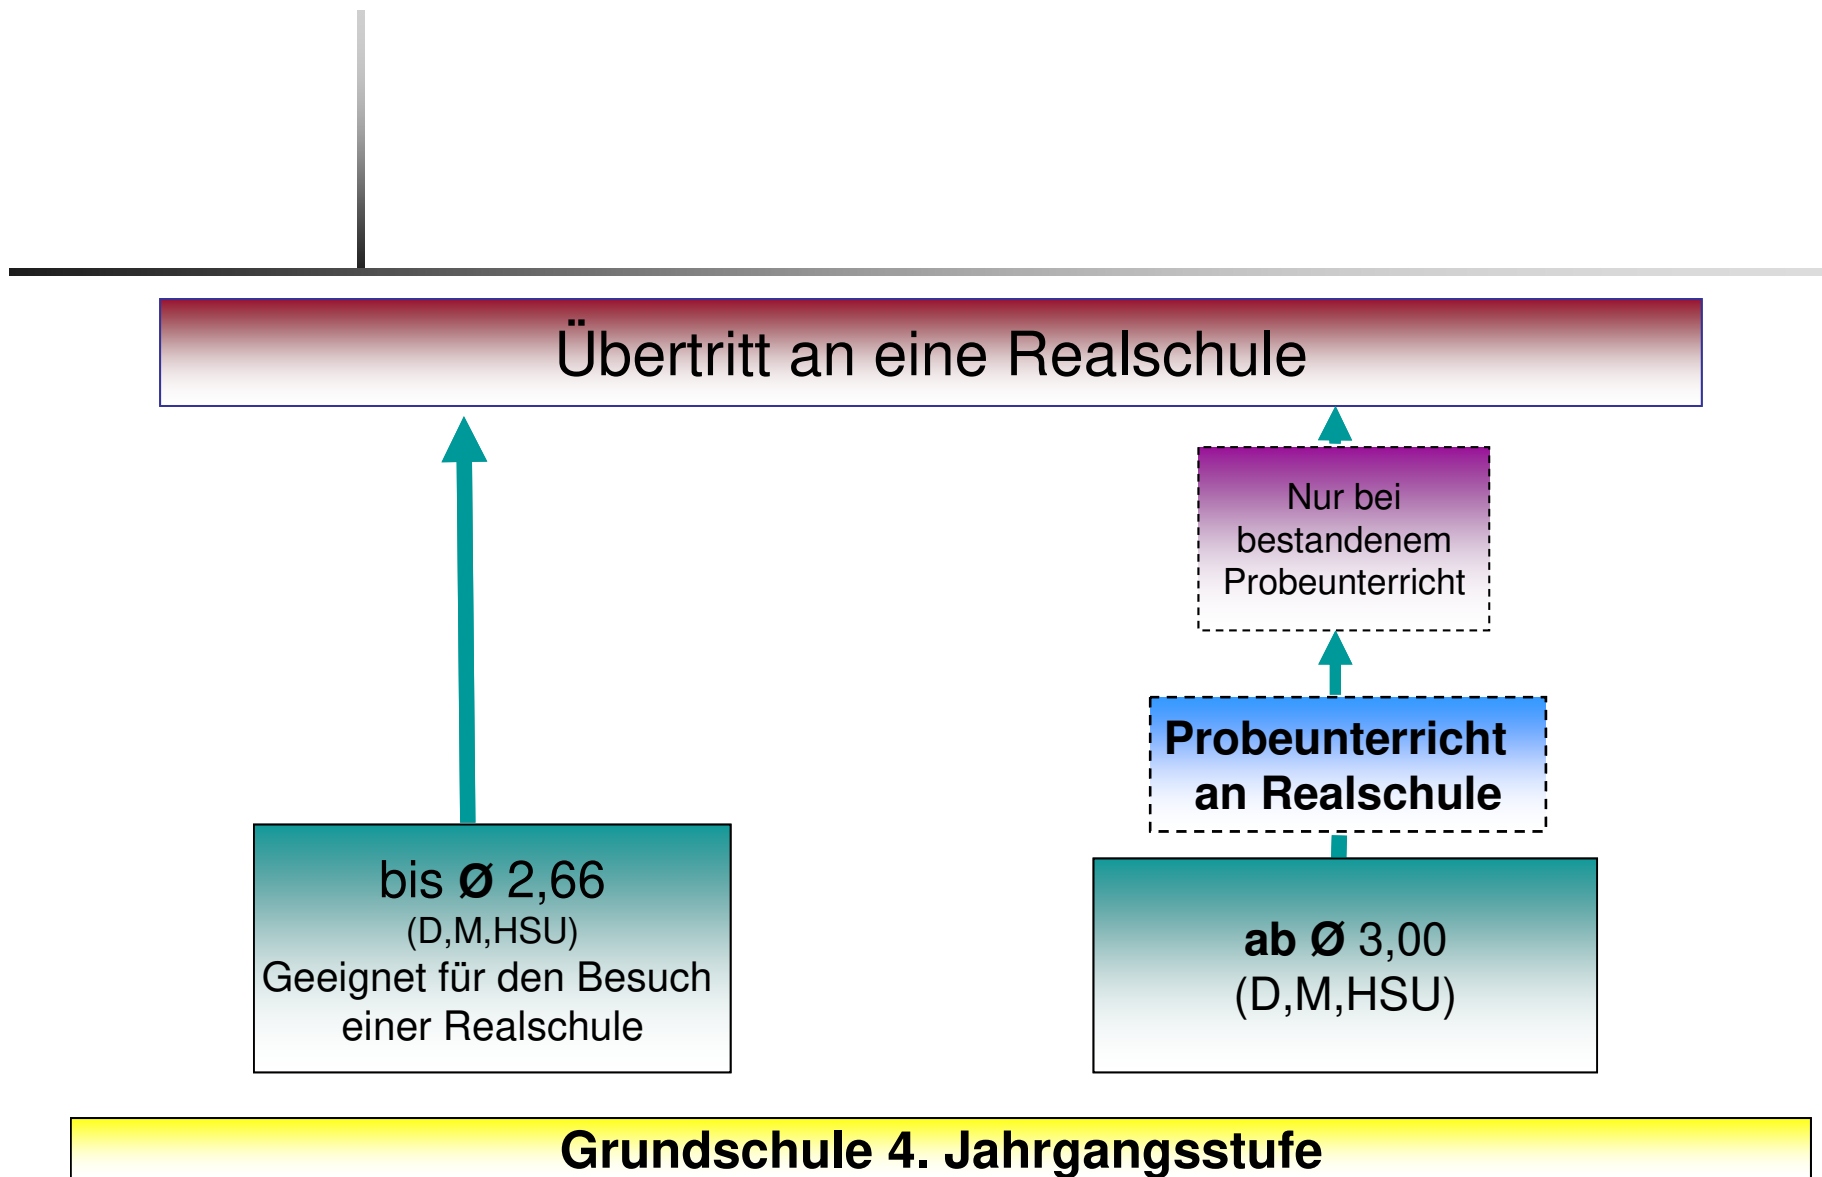 Übertritt an eine Realschule
Nur bei
bestandenem
Probeunterricht
Probeunterricht
an Realschule
bis Ø 2,66
(D,M,HSU)
Geeignet für den Besuch
einer Realschule
ab Ø 3,00
(D,M,HSU)
Grundschule 4. Jahrgangsstufe